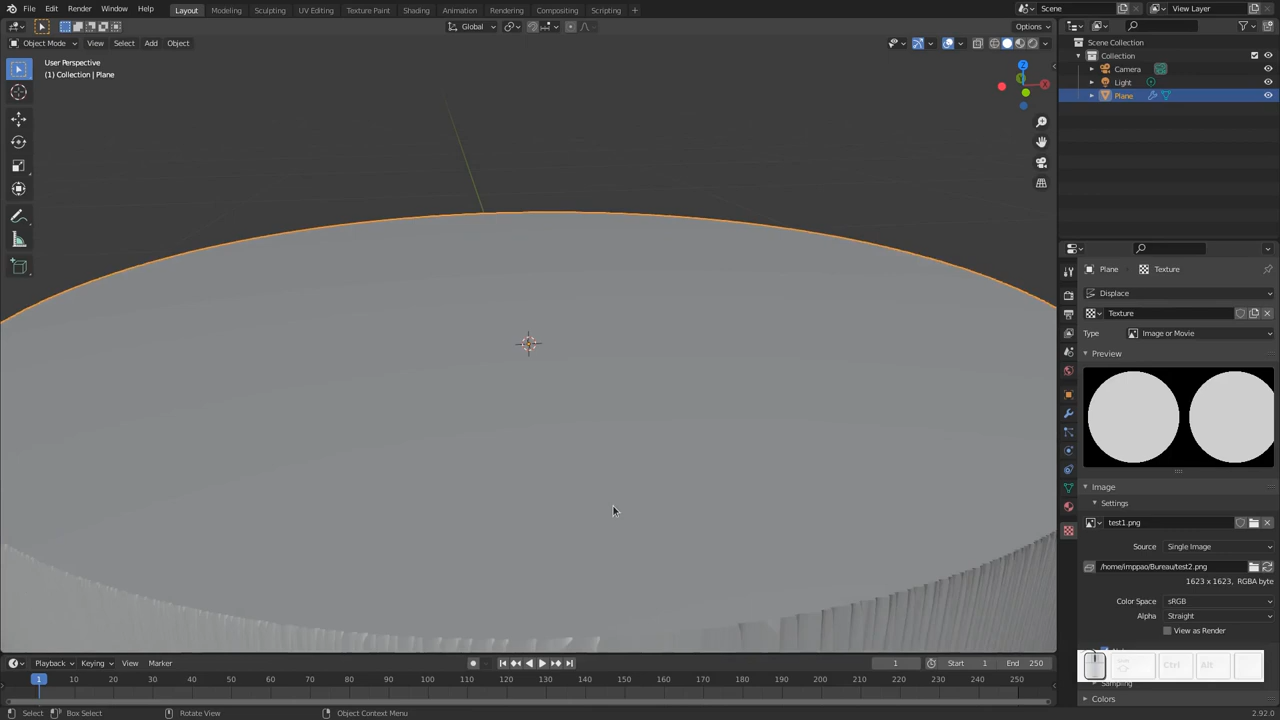 File Edit Render Window Help Layout Modeling Sculpting UV Editing Texture Paint Shading Animation Rendering Compositing Scripting + Scene View Layer
Global Options
Object Mode View Select Add Object
Scene Collection
Collection
Camera
Light
Plane
User Perspective
(1) Collection | Plane
Z
Plane Texture
Displace
Texture
Type Image or Movie
Preview
Image
Settings
test1.png
Source Single Image
/home/imppao/Bureau/test2.png
1623 x 1623, RGBA byte
Color Space sRGB
Alpha Straight
View as Render
Ctrl Alt
Colors
Playback Keying View Marker 1 Start 1 End 250
1 10 20 30 40 50 60 70 80 90 100 110 120 130 140 150 160 170 180 190 200 210 220 230 240 250
Select Box Select Rotate View Object Context Menu 2.92.0